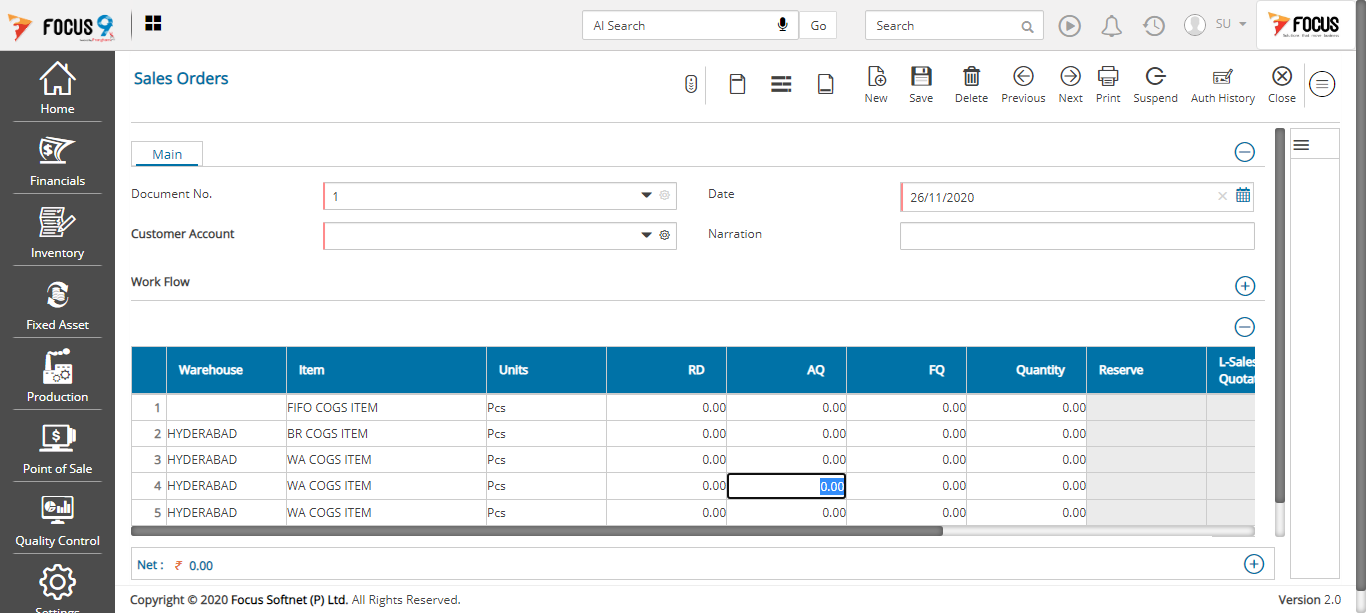 FOCUS 9
AI Search
Go
Search
SU
FOCUS
Home
Financials
Inventory
Fixed Asset
Production
Point of Sale
Quality Control
Settings
Sales Orders
New Save Delete Previous Next Print Suspend Auth History Close
Main
Document No. 1 Date 26/11/2020
Customer Account Narration
Work Flow
Warehouse Item Units RD AQ FQ Quantity Reserve L-Sales
Quota
1 FIFO COGS ITEM Pcs 0.00 0.00 0.00 0.00
2 HYDERABAD BR COGS ITEM Pcs 0.00 0.00 0.00 0.00
3 HYDERABAD WA COGS ITEM Pcs 0.00 0.00 0.00 0.00
4 HYDERABAD WA COGS ITEM Pcs 0.00 0.00 0.00 0.00
5 HYDERABAD WA COGS ITEM Pcs 0.00 0.00 0.00 0.00
Net : ₹ 0.00
Copyright © 2020 Focus Softnet (P) Ltd. All Rights Reserved.
Version 2.0